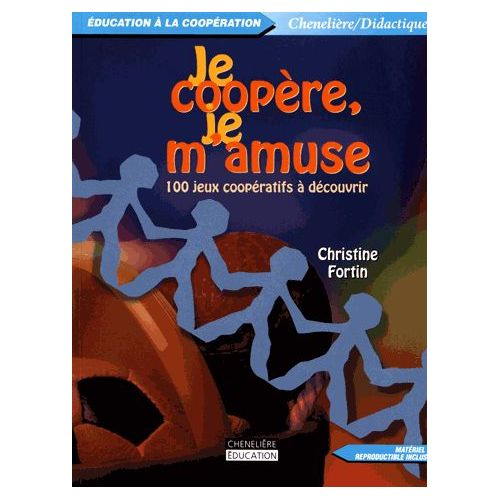 ÉDUCATION À LA COOPÉRATION
Chenelière/Didactique
Je
coopère,
je
m'amuse
100 jeux coopératifs à découvrir
Christine
Fortin
CHENELIÈRE
ÉDUCATION
MATÉRIEL
REPRODUCTIBLE INCLUS